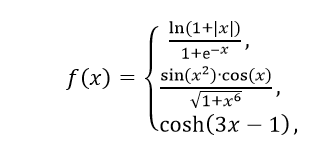 f(x) = { ln(1+|x|) / 1+e^{-x} ,
sin(x²)·cos(x) / √1+x⁶ ,
cosh(3x − 1) ,